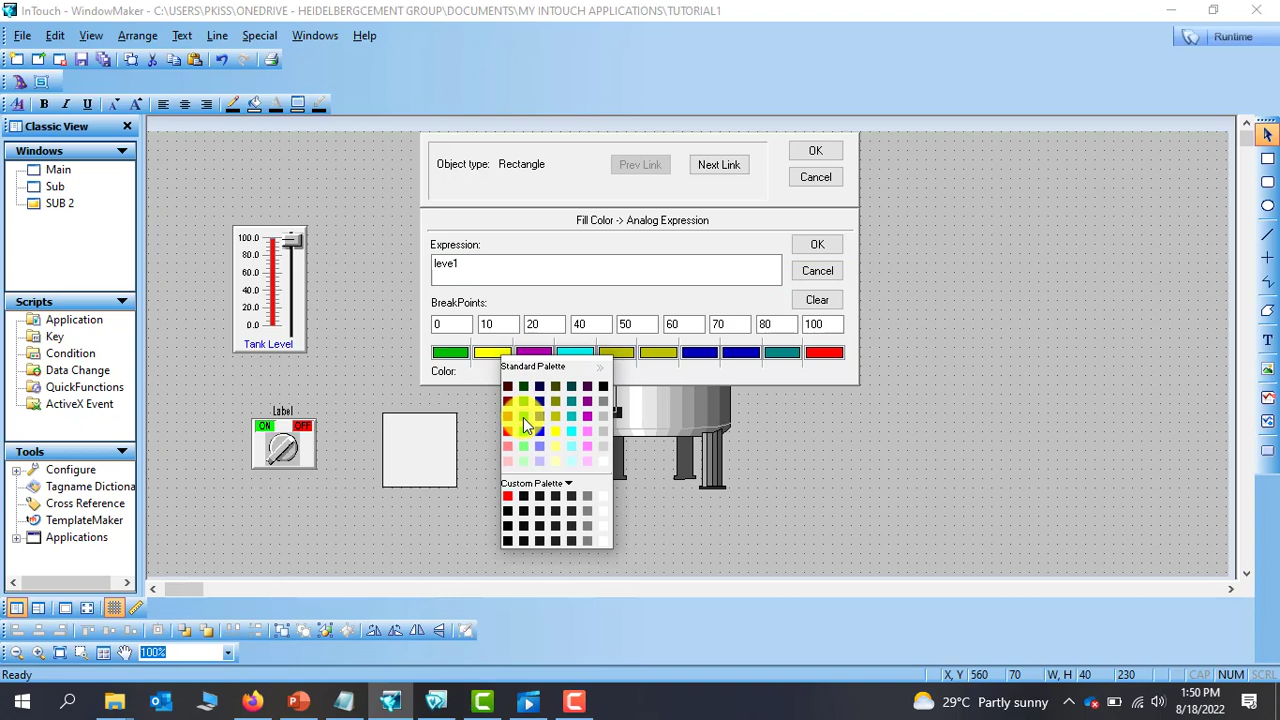 InTouch - WindowMaker - C:\USERS\PKISS\ONEDRIVE - HEIDELBERGCEMENT GROUP\DOCUMENTS\MY INTOUCH APPLICATIONS\TUTORIAL1
File Edit View Arrange Text Line Special Windows Help
Runtime
B I U
Classic View
Windows
Main
Sub
SUB 2
Scripts
Application
Key
Condition
Data Change
QuickFunctions
ActiveX Event
Tools
Configure
Tagname Dictiona
Cross Reference
TemplateMaker
Applications
100.0
80.0
60.0
40.0
20.0
0.0
Tank Level
Label
ON OFF
Object type: Rectangle
Prev Link
Next Link
OK
Cancel
Fill Color -> Analog Expression
Expression:
leve1
OK
Cancel
Clear
BreakPoints:
0 10 20 40 50 60 70 80 100
Color:
Standard Palette
Custom Palette
100%
Ready
X, Y 560 70 W, H 40 230 CAP NUM SCRL
29°C Partly sunny
1:50 PM
8/18/2022